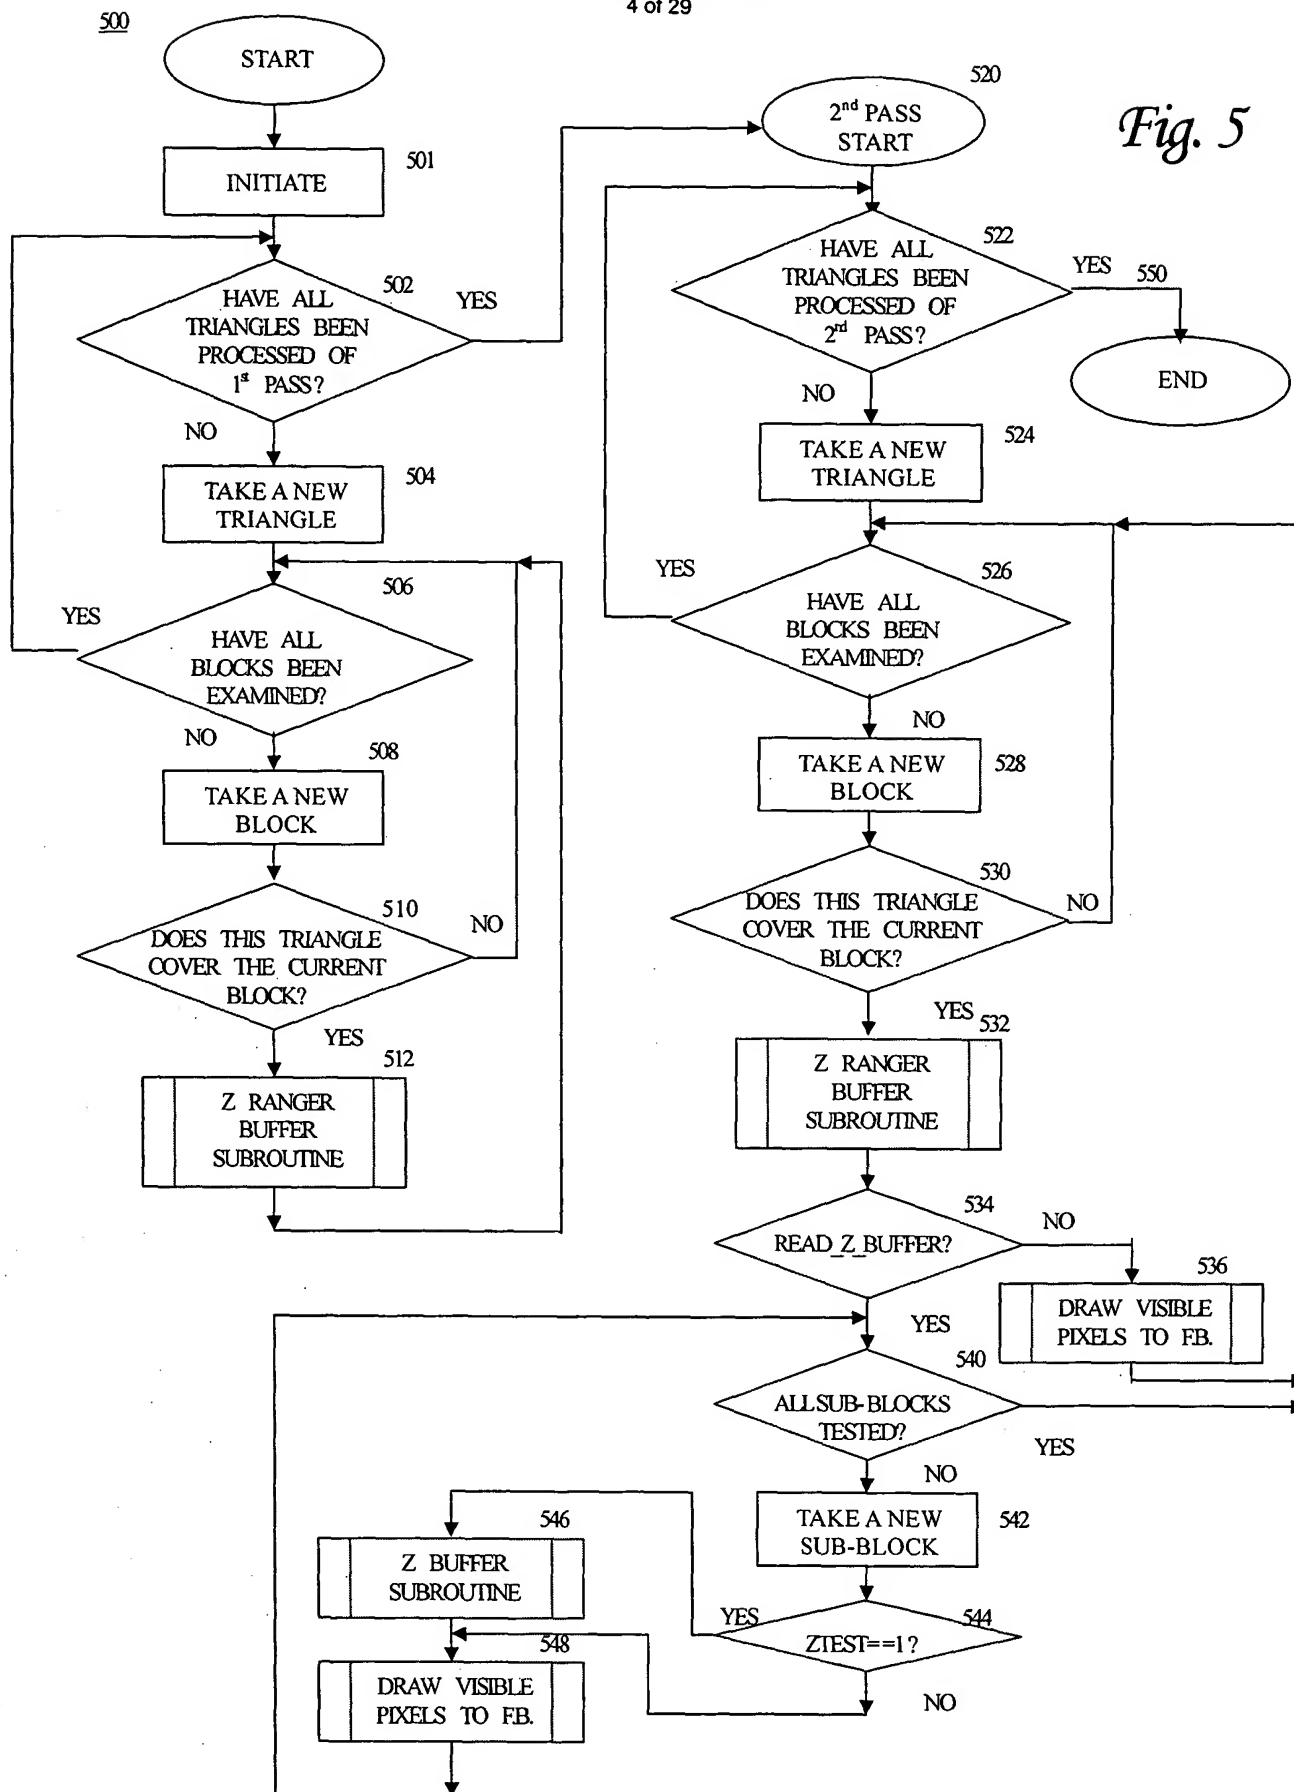 4 of 29
500
START
501
INITIATE
502
HAVE ALL
TRIANGLES BEEN
PROCESSED OF
1st PASS?
YES
NO
504
TAKE A NEW
TRIANGLE
506
YES
HAVE ALL
BLOCKS BEEN
EXAMINED?
NO
508
TAKE A NEW
BLOCK
510
NO
DOES THIS TRIANGLE
COVER THE CURRENT
BLOCK?
YES
512
Z RANGER
BUFFER
SUBROUTINE
Fig. 5
520
2nd PASS
START
522
HAVE ALL
TRIANGLES BEEN
PROCESSED OF
2nd PASS?
YES
550
END
NO
524
TAKE A NEW
TRIANGLE
YES
526
HAVE ALL
BLOCKS BEEN
EXAMINED?
NO
528
TAKE A NEW
BLOCK
530
NO
DOES THIS TRIANGLE
COVER THE CURRENT
BLOCK?
YES
532
Z RANGER
BUFFER
SUBROUTINE
534
NO
READ_Z_BUFFER?
536
DRAW VISIBLE
PIXELS TO F.B.
YES
540
ALL SUB-BLOCKS
TESTED?
YES
NO
542
TAKE A NEW
SUB-BLOCK
544
YES
ZTEST==1?
NO
546
Z BUFFER
SUBROUTINE
548
DRAW VISIBLE
PIXELS TO F.B.